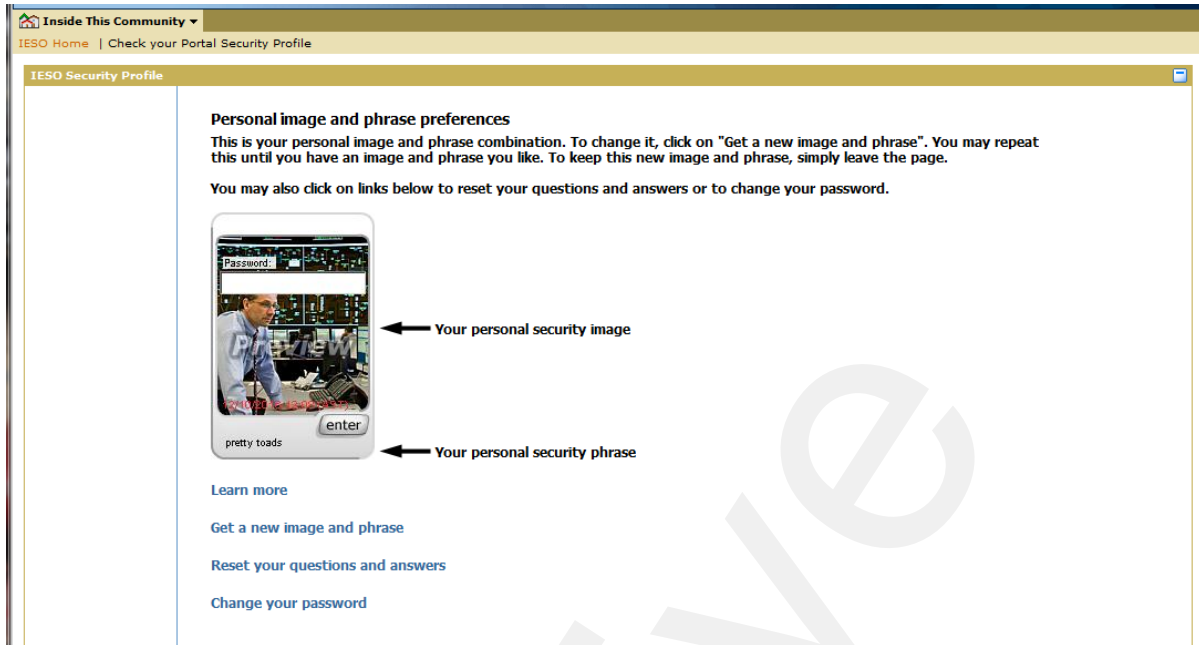 Inside This Community ▾
IESO Home | Check your Portal Security Profile
IESO Security Profile
Personal image and phrase preferences
This is your personal image and phrase combination. To change it, click on "Get a new image and phrase". You may repeat
this until you have an image and phrase you like. To keep this new image and phrase, simply leave the page.
You may also click on links below to reset your questions and answers or to change your password.
Password:
Preview
Your personal security image
enter
pretty toads
Your personal security phrase
Learn more
Get a new image and phrase
Reset your questions and answers
Change your password